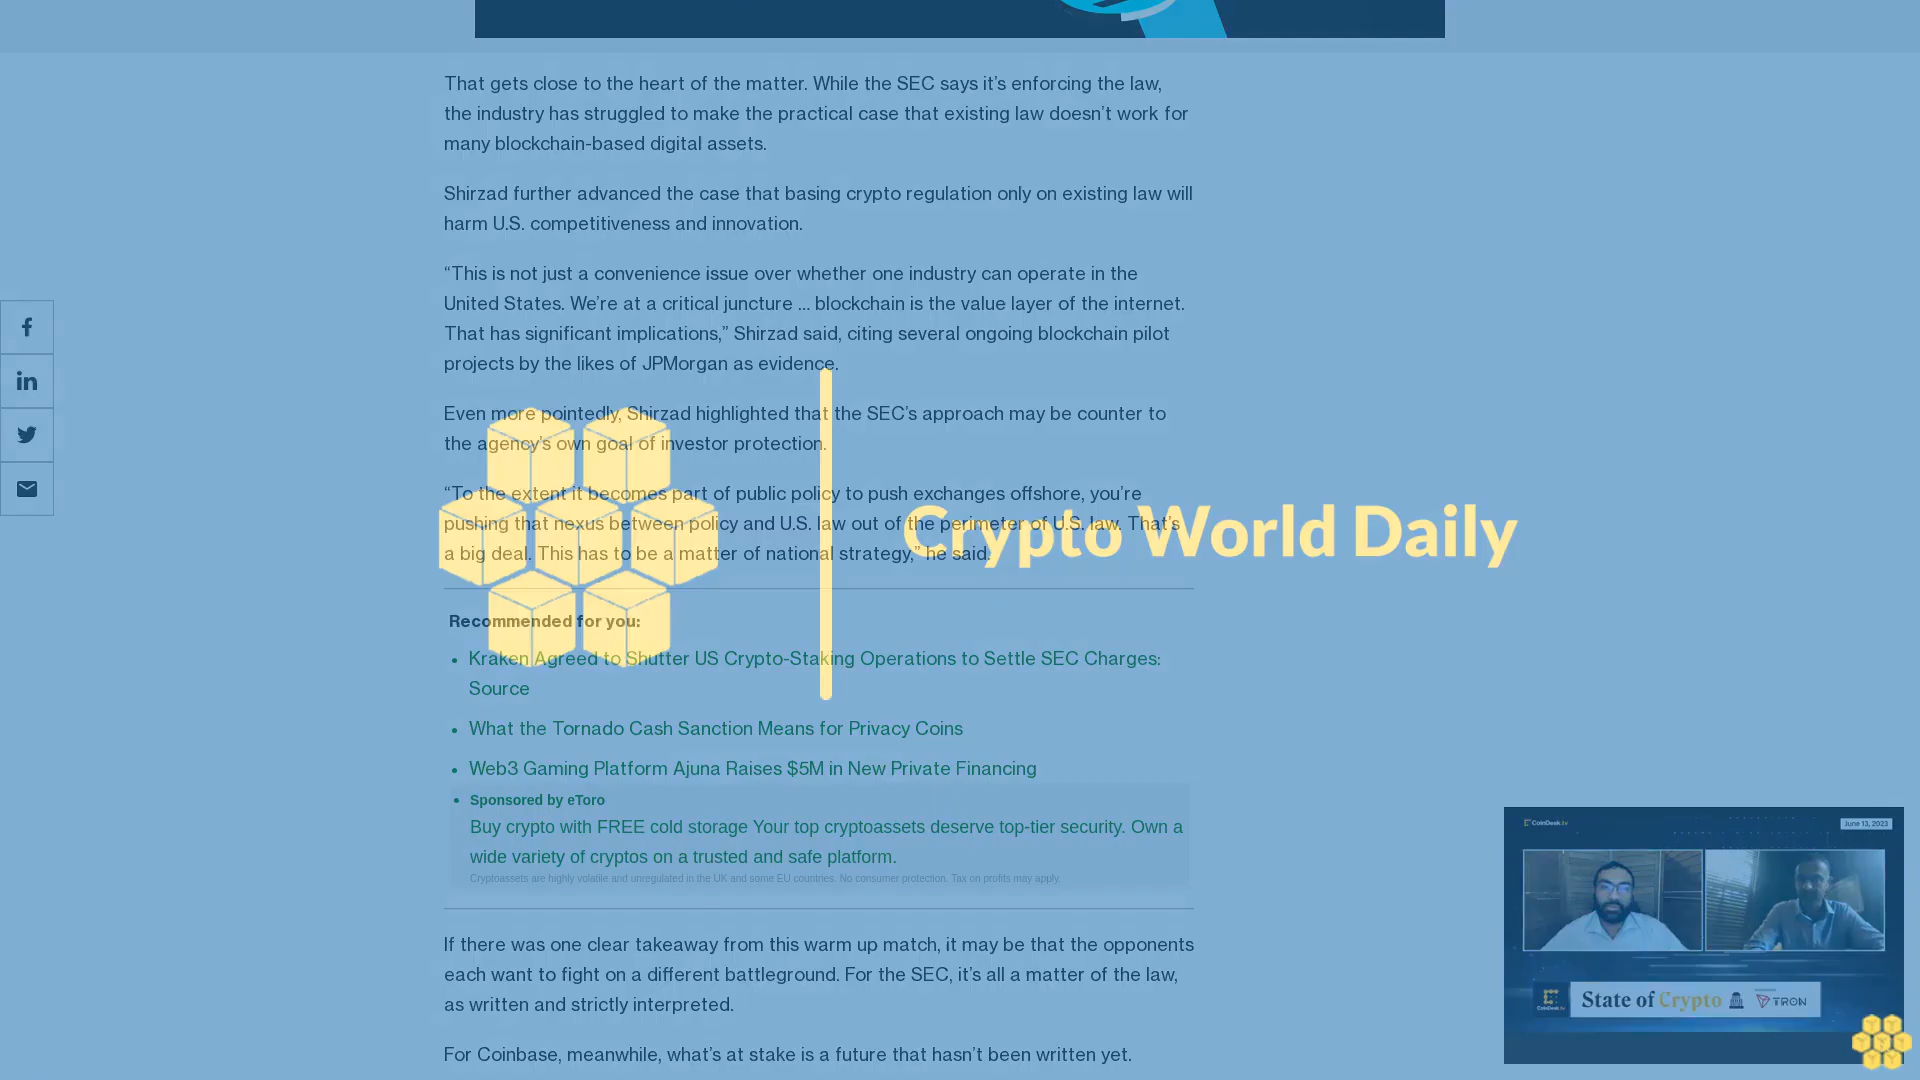 That gets close to the heart of the matter. While the SEC says it’s enforcing the law,
the industry has struggled to make the practical case that existing law doesn’t work for
many blockchain-based digital assets.
Shirzad further advanced the case that basing crypto regulation only on existing law will
harm U.S. competitiveness and innovation.
“This is not just a convenience issue over whether one industry can operate in the
United States. We’re at a critical juncture ... blockchain is the value layer of the internet.
That has significant implications,” Shirzad said, citing several ongoing blockchain pilot
projects by the likes of JPMorgan as evidence.
Even more pointedly, Shirzad highlighted that the SEC’s approach may be counter to
the agency’s own goal of investor protection.
“To the extent it becomes part of public policy to push exchanges offshore, you’re
pushing that nexus between policy and U.S. law out of the perimeter of U.S. law. That’s
a big deal. This has to be a matter of national strategy,” he said.
Crypto World Daily
Recommended for you:
Kraken Agreed to Shutter US Crypto-Staking Operations to Settle SEC Charges:
Source
What the Tornado Cash Sanction Means for Privacy Coins
Web3 Gaming Platform Ajuna Raises $5M in New Private Financing
Sponsored by eToro
Buy crypto with FREE cold storage Your top cryptoassets deserve top-tier security. Own a
wide variety of cryptos on a trusted and safe platform.
Cryptoassets are highly volatile and unregulated in the UK and some EU countries. No consumer protection. Tax on profits may apply.
If there was one clear takeaway from this warm up match, it may be that the opponents
each want to fight on a different battleground. For the SEC, it’s all a matter of the law,
as written and strictly interpreted.
For Coinbase, meanwhile, what’s at stake is a future that hasn’t been written yet.
CoinDesk.tv
June 13, 2023
CoinDesk.tv
State of Crypto
TRON